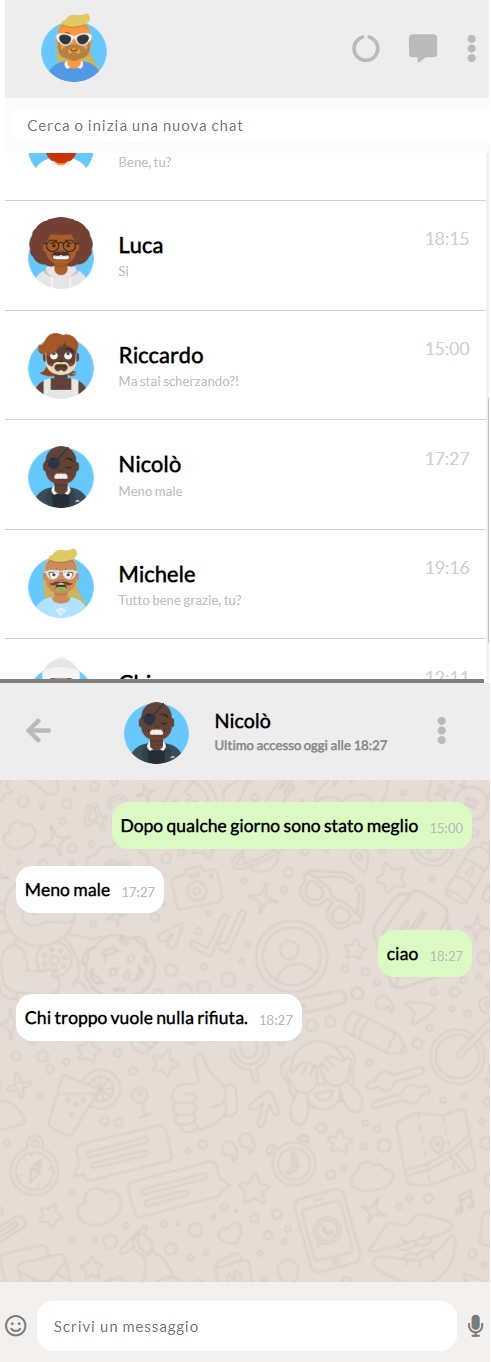 Cerca o inizia una nuova chat
Bene, tu?
Luca 18:15
Si
Riccardo 15:00
Ma stai scherzando?!
Nicolò 17:27
Meno male
Michele 19:16
Tutto bene grazie, tu?
12:11
Nicolò
Ultimo accesso oggi alle 18:27
Dopo qualche giorno sono stato meglio 15:00
Meno male 17:27
ciao 18:27
Chi troppo vuole nulla rifiuta. 18:27
Scrivi un messaggio